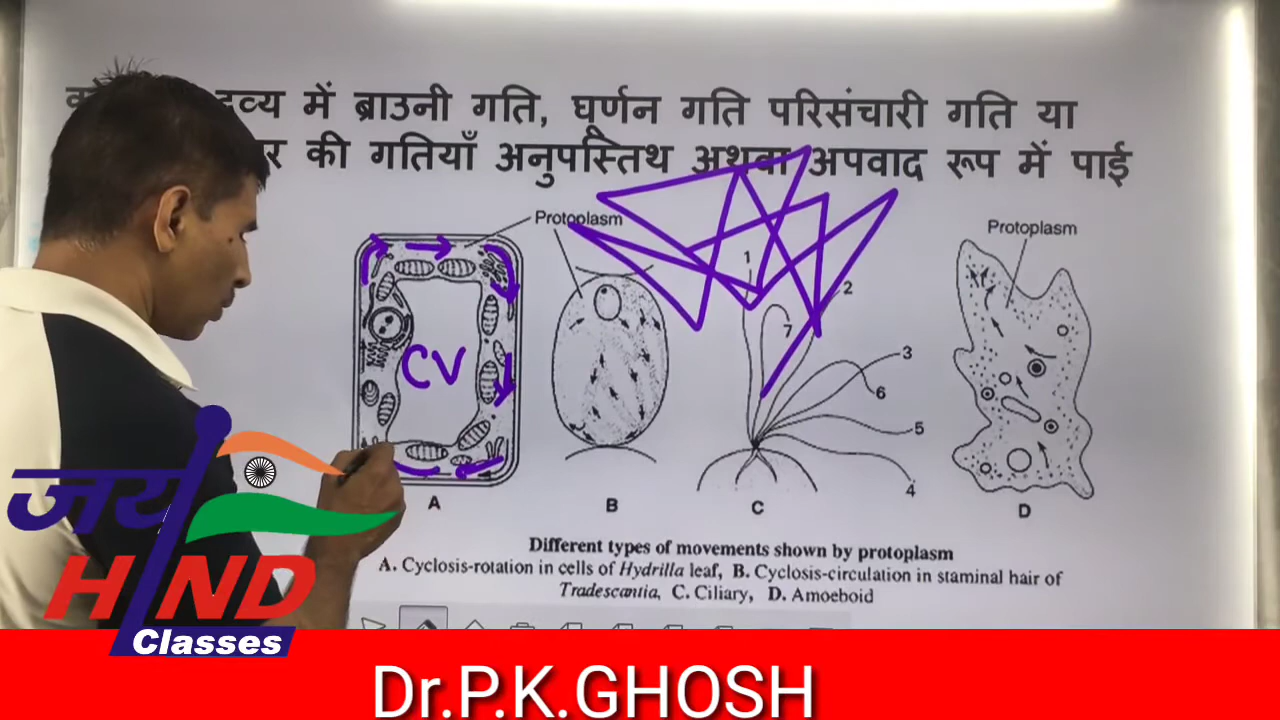 द्रव्य में ब्राउनी गति, घूर्णन गति परिसंचारी गति या
की गतियाँ अनुपस्तिथ अथवा अपवाद रूप में पाई
Protoplasm
Protoplasm
CV
1
2
7
3
6
5
4
A
B
C
D
Different types of movements shown by protoplasm
A. Cyclosis-rotation in cells of Hydrilla leaf, B. Cyclosis-circulation in staminal hair of
Tradescantia, C. Ciliary, D. Amoeboid
जय
HIND
Classes
Dr.P.K.GHOSH